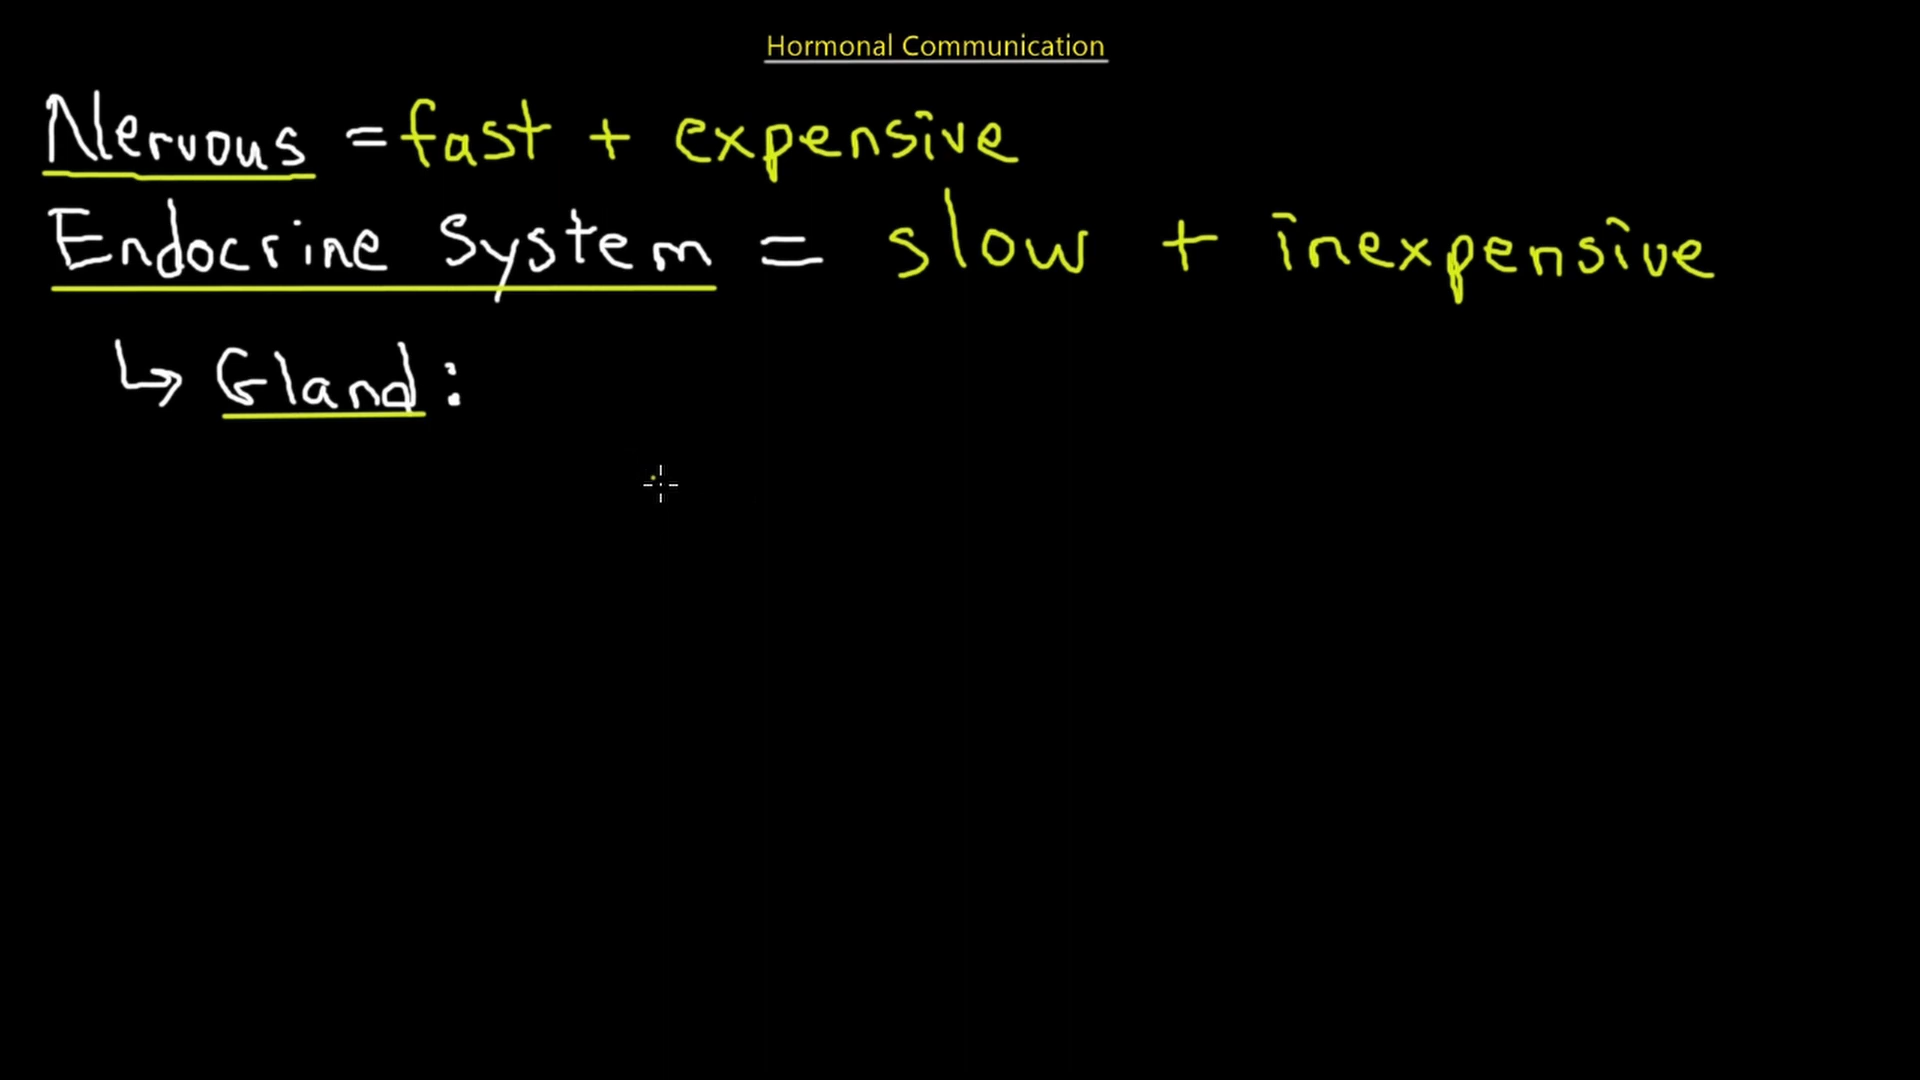 Hormonal Communication
Nervous = fast + expensive
Endocrine System = slow + inexpensive
↳ Gland: